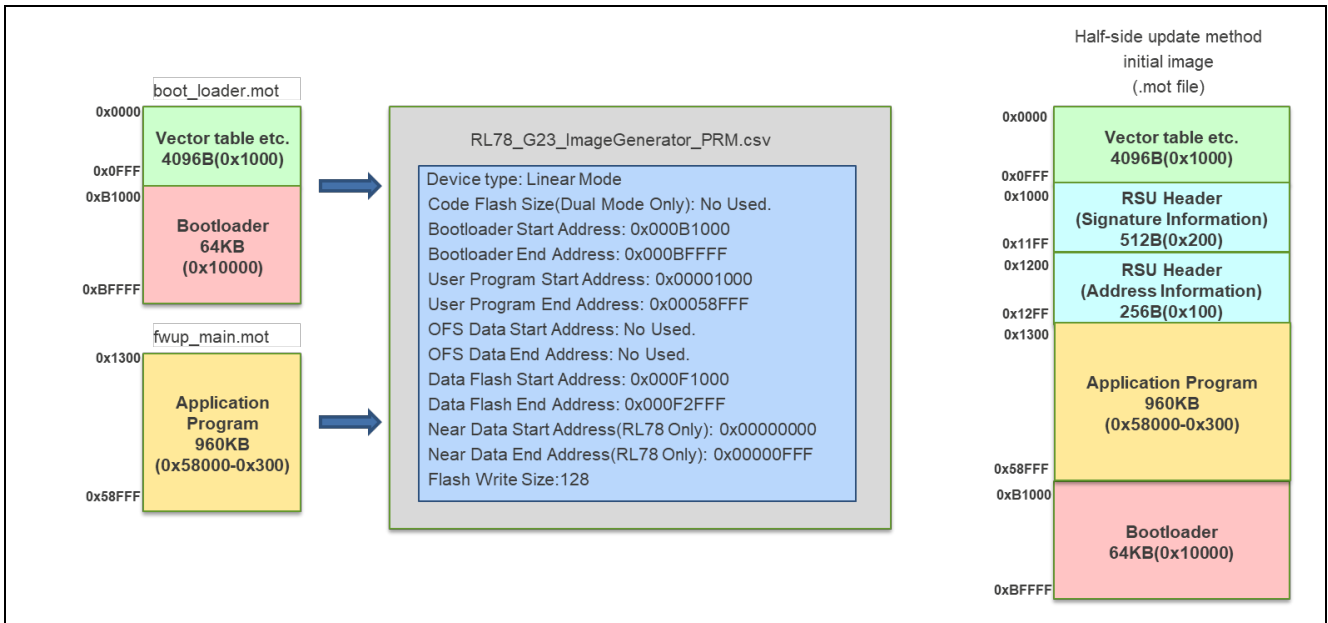 boot_loader.mot
0x0000
Vector table etc.
4096B(0x1000)
0x0FFF
0xB1000
Bootloader
64KB
(0x10000)
0xBFFFF
fwup_main.mot
0x1300
Application
Program
960KB
(0x58000-0x300)
0x58FFF
RL78_G23_ImageGenerator_PRM.csv
Device type: Linear Mode
Code Flash Size(Dual Mode Only): No Used.
Bootloader Start Address: 0x000B1000
Bootloader End Address: 0x000BFFFF
User Program Start Address: 0x00001000
User Program End Address: 0x00058FFF
OFS Data Start Address: No Used.
OFS Data End Address: No Used.
Data Flash Start Address: 0x000F1000
Data Flash End Address: 0x000F2FFF
Near Data Start Address(RL78 Only): 0x00000000
Near Data End Address(RL78 Only): 0x00000FFF
Flash Write Size:128
Half-side update method
initial image
(.mot file)
0x0000
Vector table etc.
4096B(0x1000)
0x0FFF
0x1000
RSU Header
(Signature Information)
512B(0x200)
0x11FF
0x1200
RSU Header
(Address Information)
256B(0x100)
0x12FF
0x1300
Application Program
960KB
(0x58000-0x300)
0x58FFF
0xB1000
Bootloader
64KB(0x10000)
0xBFFFF